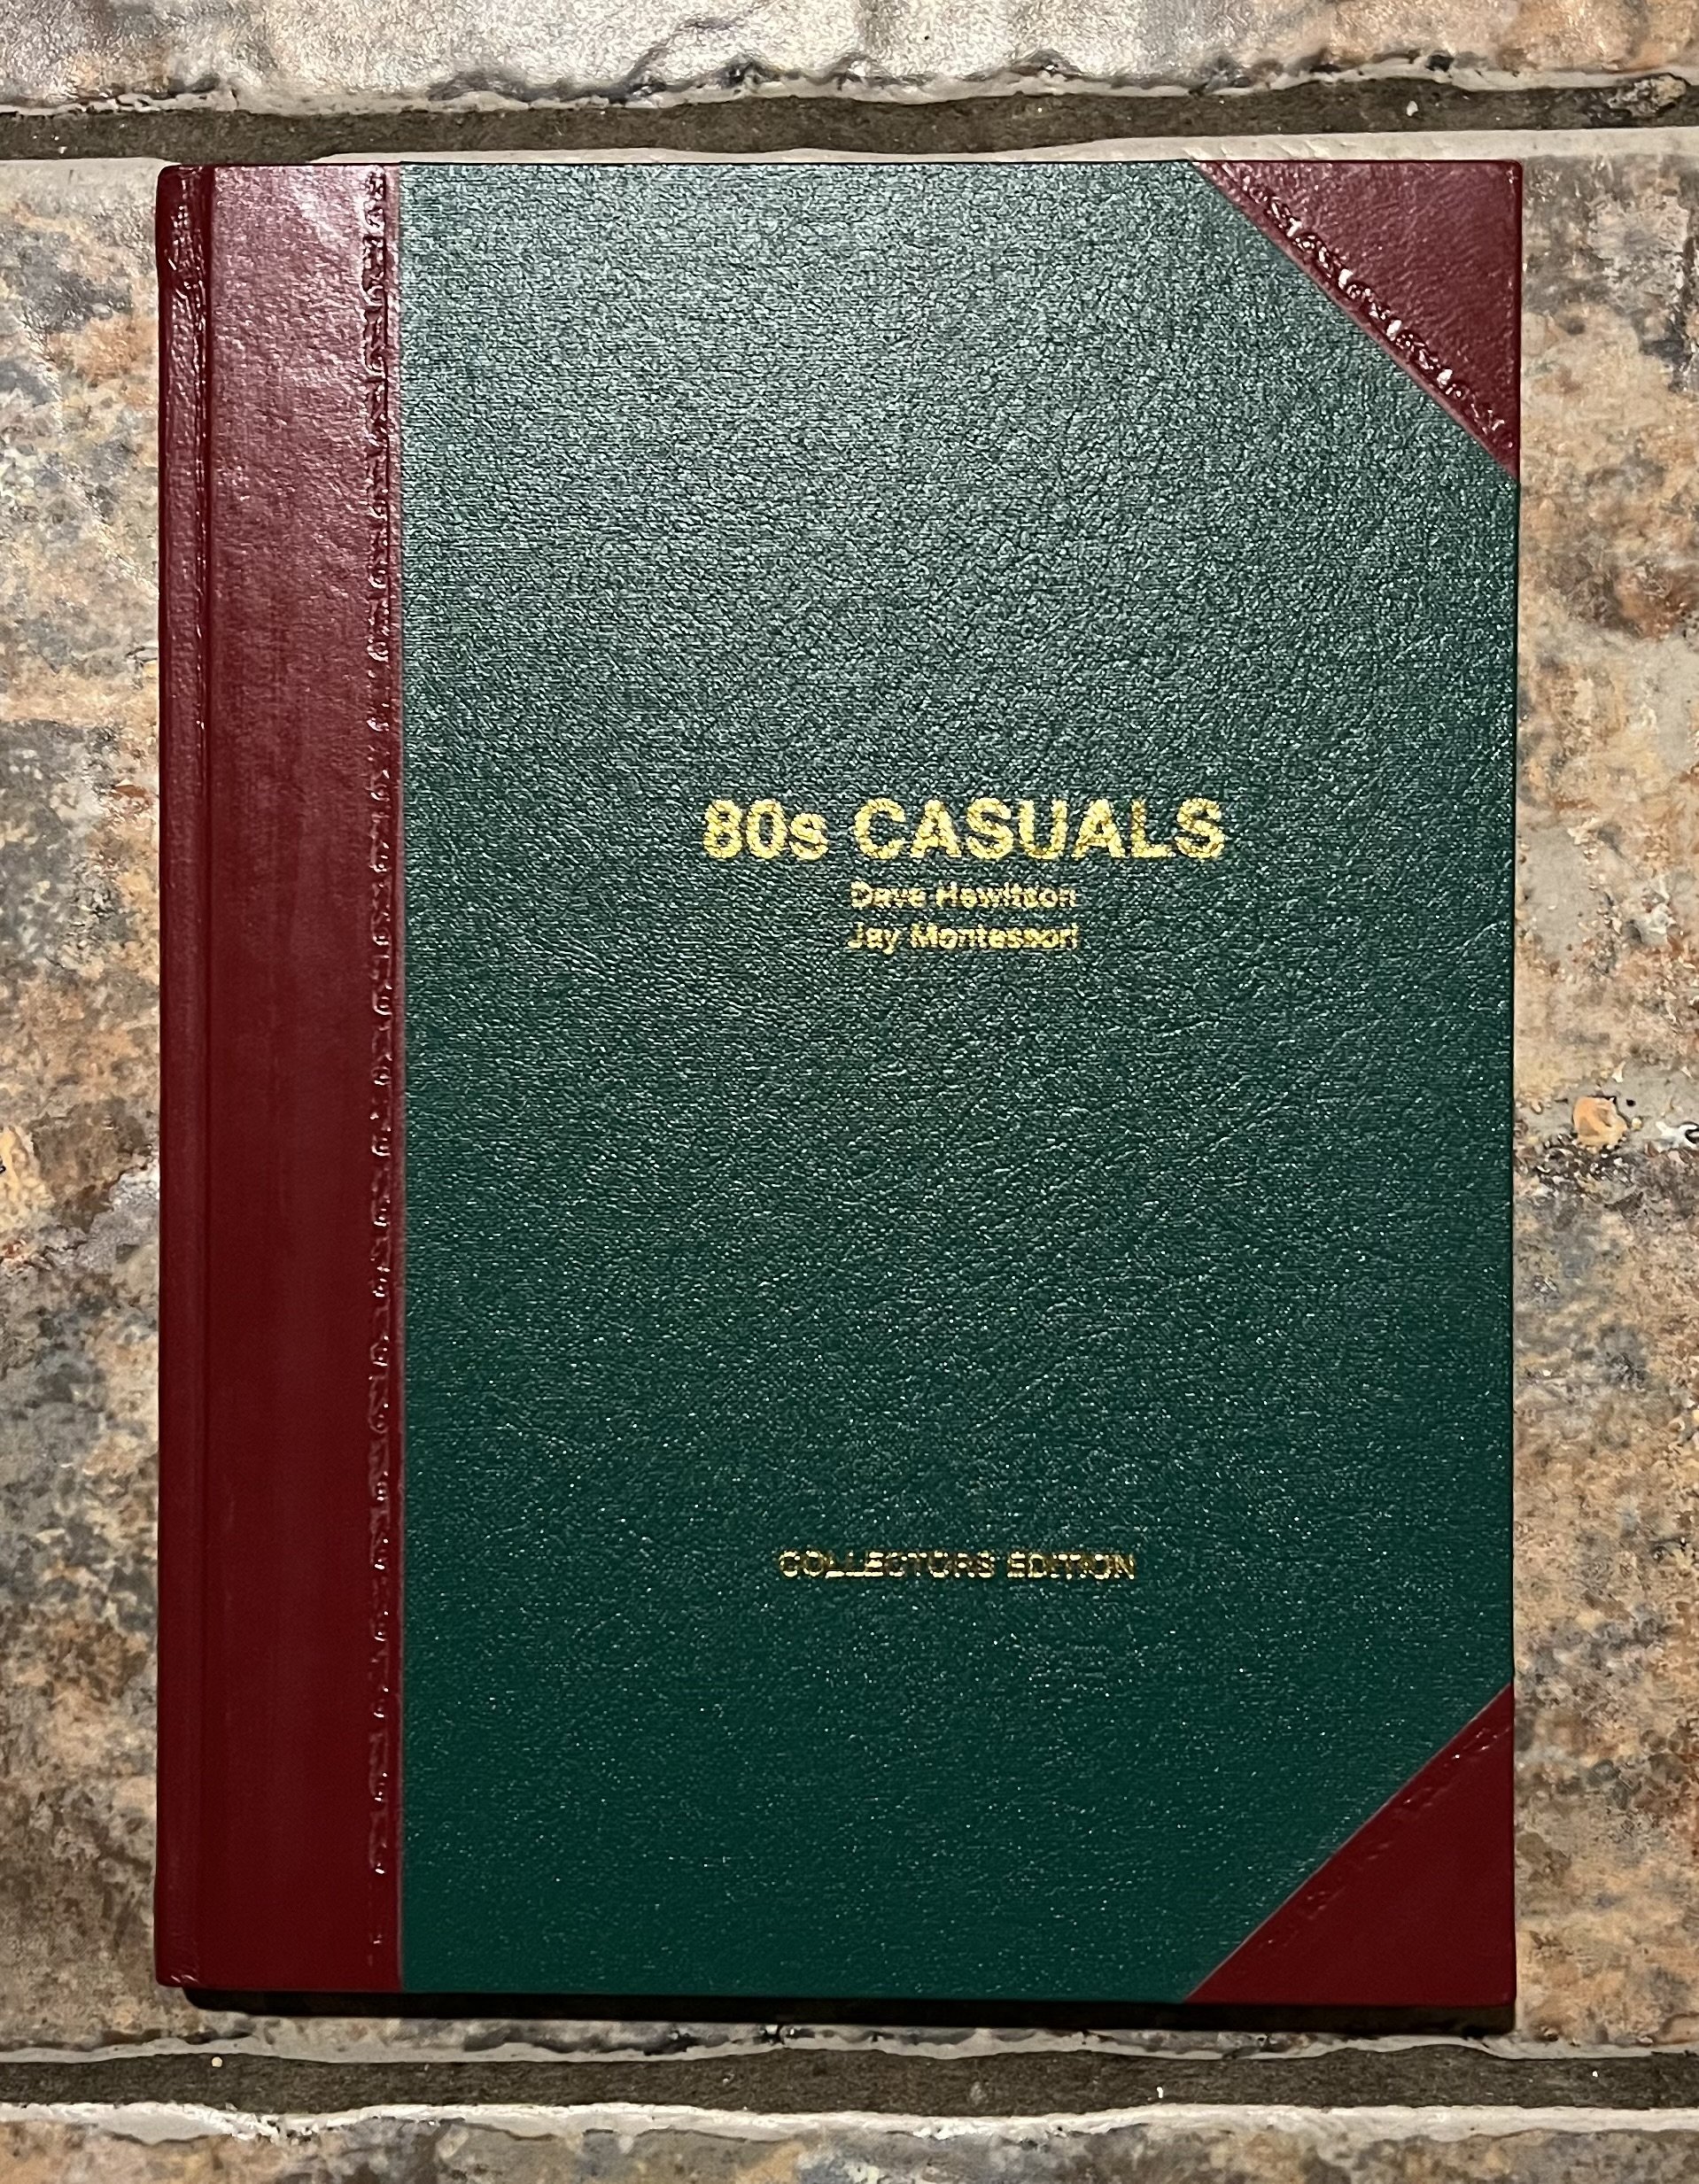 80s CASUALS
Dave Hewitson
Jay Montessori
COLLECTORS EDITION